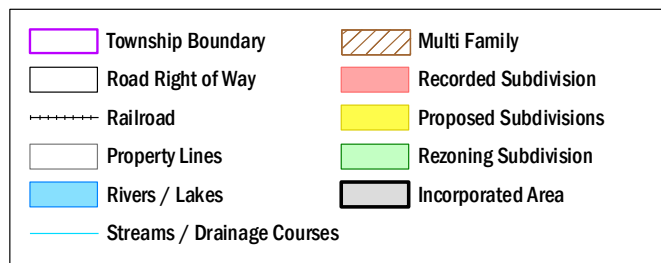 Township Boundary
Road Right of Way
Railroad
Property Lines
Rivers / Lakes
Streams / Drainage Courses
Multi Family
Recorded Subdivision
Proposed Subdivisions
Rezoning Subdivision
Incorporated Area